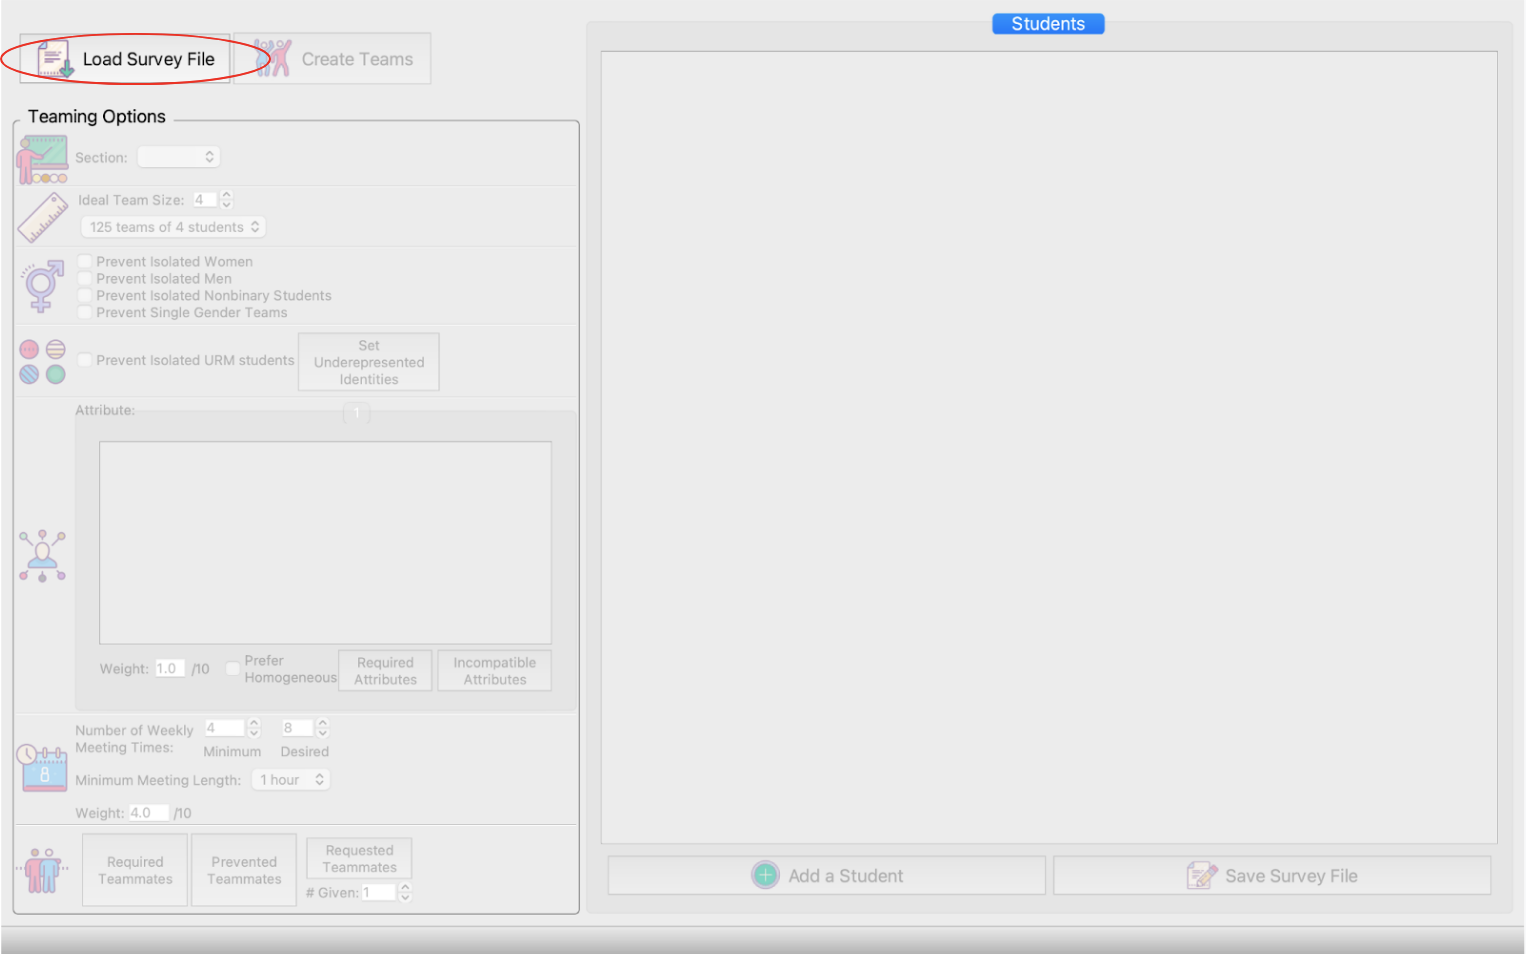 Students
Load Survey File
Create Teams
Teaming Options
Section:
Ideal Team Size: 4
125 teams of 4 students
Prevent Isolated Women
Prevent Isolated Men
Prevent Isolated Nonbinary Students
Prevent Single Gender Teams
Prevent Isolated URM students
Set
Underepresented
Identities
Attribute:
1
Weight: 1.0 /10
Prefer
Homogeneous
Required
Attributes
Incompatible
Attributes
Number of Weekly
Meeting Times:
4
Minimum
8
Desired
Minimum Meeting Length: 1 hour
Weight: 4.0 /10
8
Required
Teammates
Prevented
Teammates
Requested
Teammates
# Given: 1
Add a Student
Save Survey File